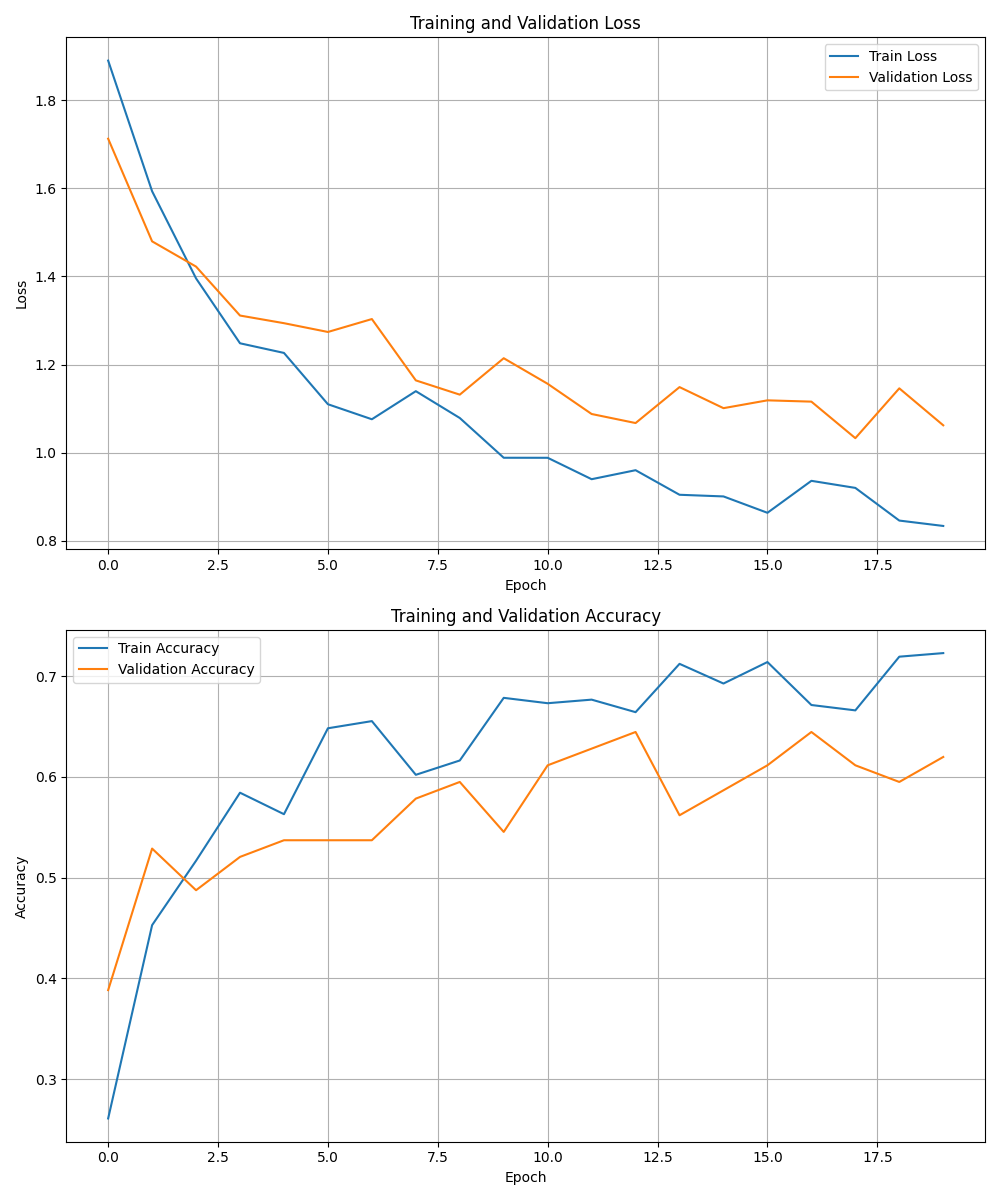 Training and Validation Loss
Train Loss
Validation Loss
1.8
1.6
1.4
1.2
1.0
0.8
Loss
0.0 2.5 5.0 7.5 10.0 12.5 15.0 17.5
Epoch
Training and Validation Accuracy
Train Accuracy
Validation Accuracy
0.7
0.6
0.5
0.4
0.3
Accuracy
0.0 2.5 5.0 7.5 10.0 12.5 15.0 17.5
Epoch